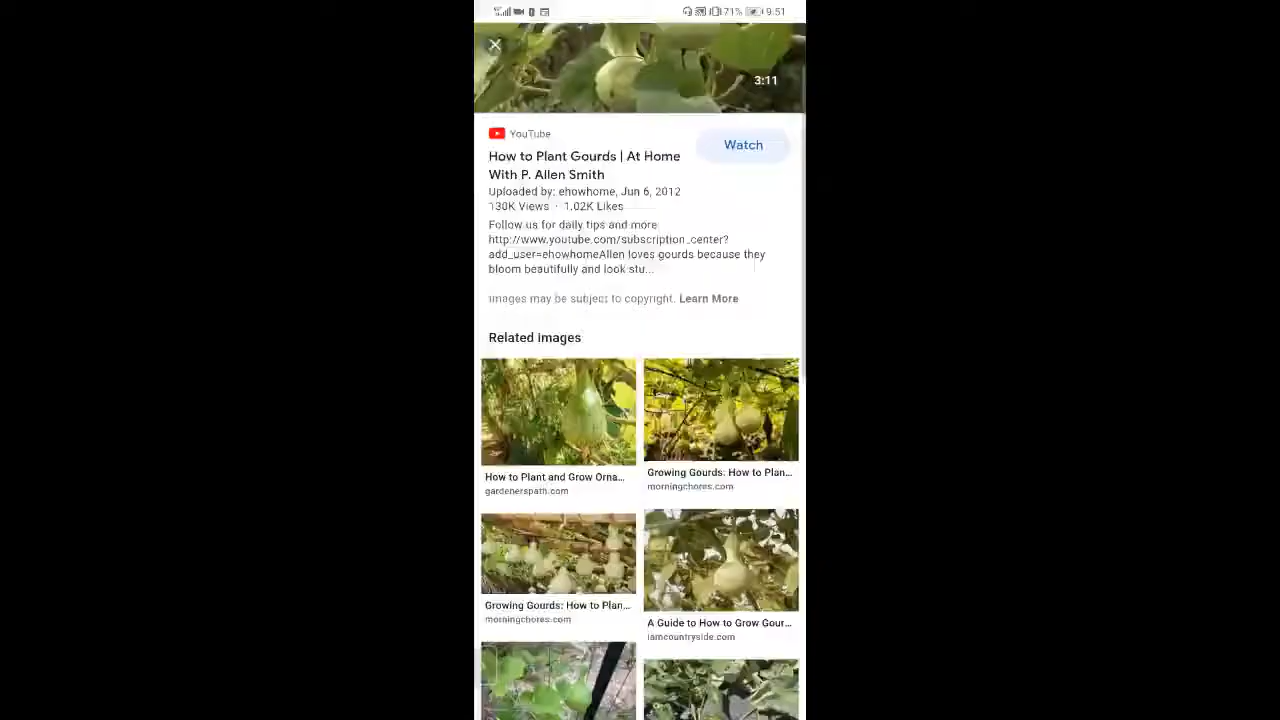 71% 9:51
3:11
YouTube
Watch
How to Plant Gourds | At Home
With P. Allen Smith
Uploaded by: ehowhome, Jun 6, 2012
130K Views · 1.02K Likes
Follow us for daily tips and more
http://www.youtube.com/subscription_center?
add_user=ehowhomeAllen loves gourds because they
bloom beautifully and look stu...
Images may be subject to copyright. Learn More
Related images
How to Plant and Grow Orna...
gardenerspath.com
Growing Gourds: How to Plan...
morningchores.com
Growing Gourds: How to Plan...
morningchores.com
A Guide to How to Grow Gour...
iamcountryside.com